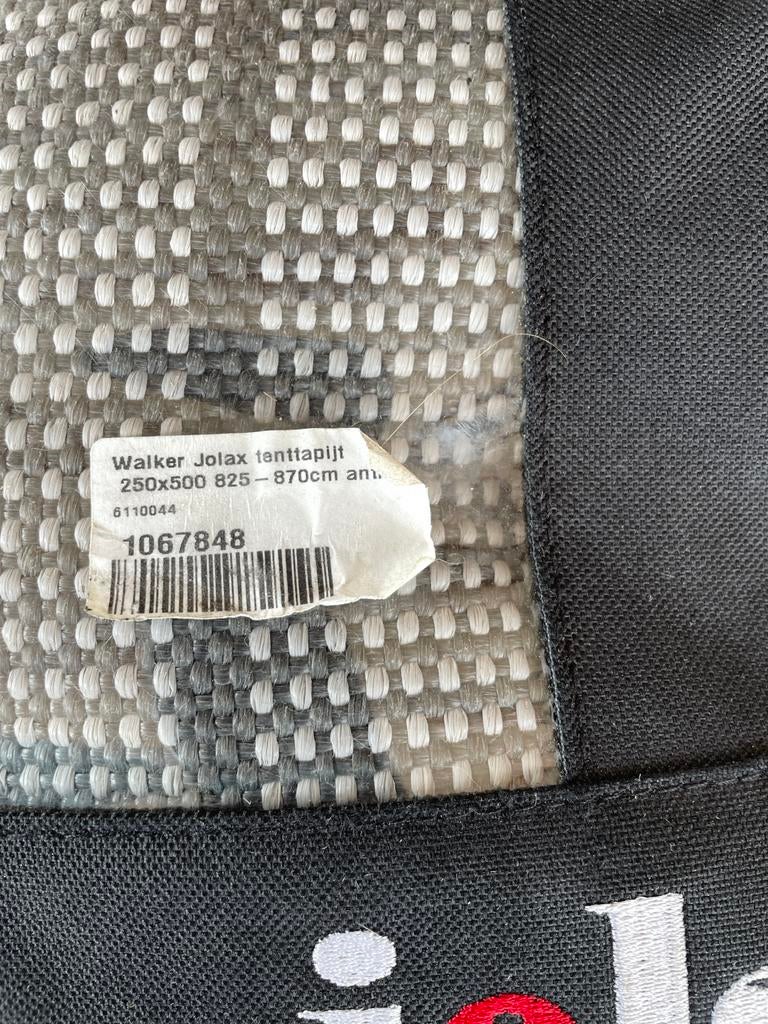 Walker Jolax tenttapijt
250x500 825-870cm
6110044
1067848